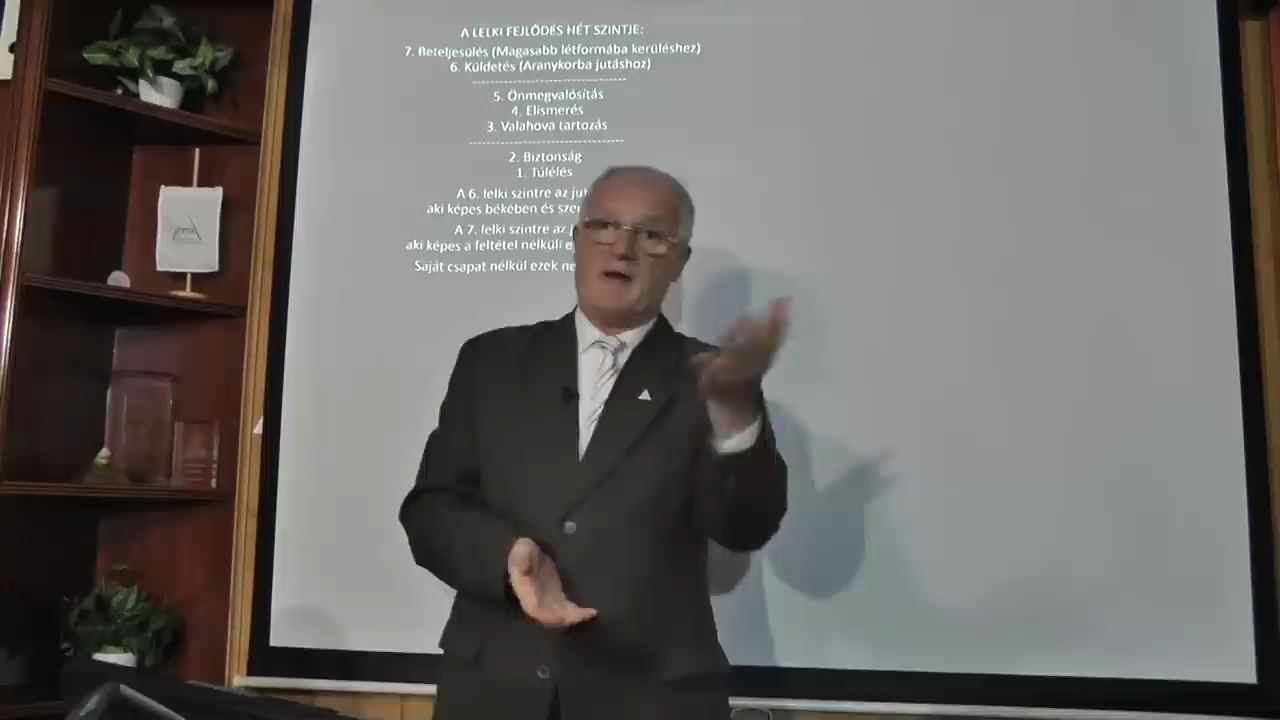 A LELKI FEJLŐDÉS HÉT SZINTJE:
7. Beteljesülés (Magasabb létformába kerüléshez)
6. Küldetés (Aranykorba jutáshoz)
5. Önmegvalósítás
4. Elismerés
3. Valahova tartozás
2. Biztonság
1. Túlélés
A 6. lelki szintre az
aki képes békében és
A 7. lelki szintre az
aki képes a feltétel nélküli
Saját csapat nélkül ezek